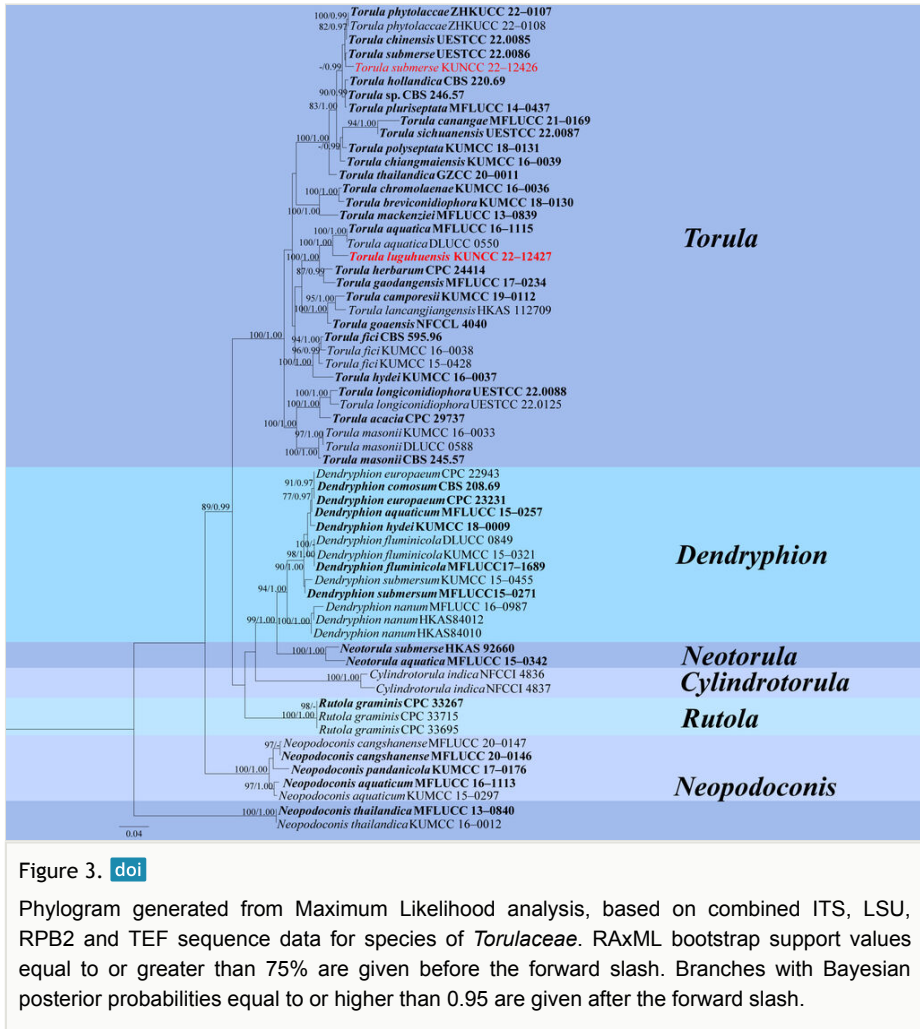 Torula phytolaccae ZHKUCC 22–0107
100/0.99
Torula phytolaccae ZHKUCC 22–0108
82/0.97
Torula chinensis UESTCC 22.0085
Torula submerse UESTCC 22.0086
-/0.99
Torula submerse KUNCC 22–12426
Torula hollandica CBS 220.69
90/0.99
Torula sp. CBS 246.57
83/1.00
Torula pluriseptata MFLUCC 14–0437
Torula canangae MFLUCC 21–0169
94/1.00
Torula sichuanensis UESTCC 22.0087
100/1.00
Torula polyseptata KUMCC 18–0131
-/0.99
Torula chiangmaiensis KUMCC 16–0039
Torula thailandica GZCC 20–0011
Torula chromolaenae KUMCC 16–0036
100/1.00
Torula breviconidiophora KUMCC 18–0130
100/1.00
Torula mackenziei MFLUCC 13–0839
Torula aquatica MFLUCC 16–1115
100/1.00
Torula aquatica DLUCC 0550
100/1.00
Torula luguhuensis KUNCC 22–12427
100/1.00
Torula herbarum CPC 24414
87/0.99
Torula gaodangensis MFLUCC 17–0234
Torula camporesii KUMCC 19–0112
95/1.00
Torula lancangjiangensis HKAS 112709
100/1.00
Torula goaensis NFCCL 4040
100/1.00
Torula fici CBS 595.96
94/1.00
Torula fici KUMCC 16–0038
96/0.99
Torula fici KUMCC 15–0428
100/1.00
Torula hydei KUMCC 16–0037
Torula longiconidiophora UESTCC 22.0088
100/1.00
Torula longiconidiophora UESTCC 22.0125
100/1.00
Torula acacia CPC 29737
100/1.00
Torula masonii KUMCC 16–0033
97/1.00
Torula masonii DLUCC 0588
100/1.00
Torula masonii CBS 245.57
Torula
Dendryphion europaeum CPC 22943
91/0.97
Dendryphion comosum CBS 208.69
77/0.97
Dendryphion europaeum CPC 23231
89/0.99
Dendryphion aquaticum MFLUCC 15–0257
Dendryphion hydei KUMCC 18–0009
Dendryphion fluminicola DLUCC 0849
100/-
Dendryphion fluminicola KUMCC 15–0321
98/1.00
Dendryphion fluminicola MFLUCC17–1689
90/1.00
Dendryphion submersum KUMCC 15–0455
94/1.00
Dendryphion submersum MFLUCC15–0271
Dendryphion nanum MFLUCC 16–0987
99/1.00
100/1.00
Dendryphion nanum HKAS84012
Dendryphion nanum HKAS84010
Dendryphion
Neotorula submerse HKAS 92660
100/1.00
Neotorula aquatica MFLUCC 15–0342
Neotorula
Cylindrotorula indica NFCCI 4836
100/1.00
Cylindrotorula indica NFCCI 4837
Cylindrotorula
Rutola graminis CPC 33267
98/-
Rutola graminis CPC 33715
100/1.00
Rutola graminis CPC 33695
Rutola
Neopodoconis cangshanense MFLUCC 20–0147
97/-
Neopodoconis cangshanense MFLUCC 20–0146
100/1.00
Neopodoconis pandanicola KUMCC 17–0176
97/1.00
Neopodoconis aquaticum MFLUCC 16–1113
Neopodoconis aquaticum KUMCC 15–0297
Neopodoconis
Neopodoconis thailandica MFLUCC 13–0840
100/1.00
Neopodoconis thailandica KUMCC 16–0012
0.04
Figure 3. doi
Phylogram generated from Maximum Likelihood analysis, based on combined ITS, LSU,
RPB2 and TEF sequence data for species of Torulaceae. RAxML bootstrap support values
equal to or greater than 75% are given before the forward slash. Branches with Bayesian
posterior probabilities equal to or higher than 0.95 are given after the forward slash.